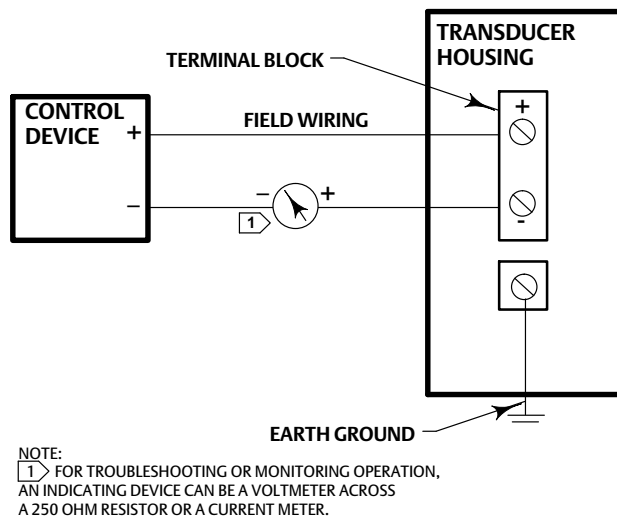 TRANSDUCER
HOUSING
TERMINAL BLOCK
+
CONTROL
DEVICE
+
FIELD WIRING
−
− +
1
-
EARTH GROUND
NOTE:
1 FOR TROUBLESHOOTING OR MONITORING OPERATION,
AN INDICATING DEVICE CAN BE A VOLTMETER ACROSS
A 250 OHM RESISTOR OR A CURRENT METER.